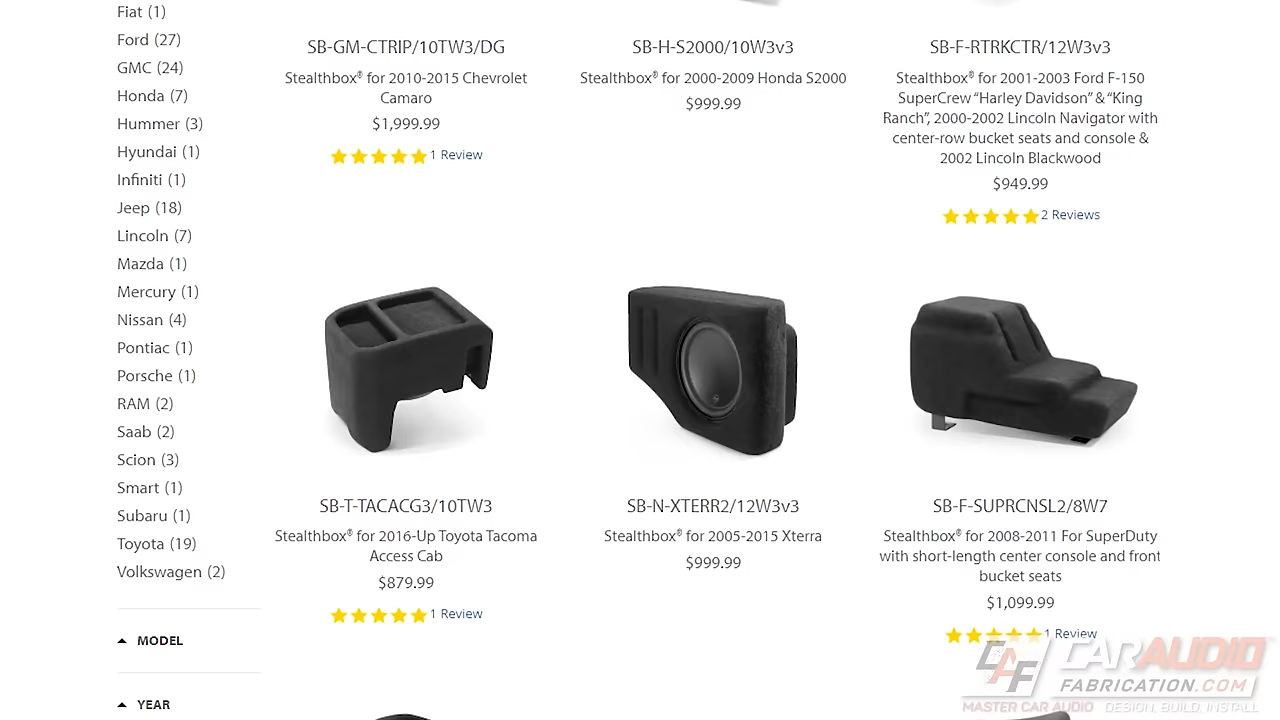 Fiat (1)
Ford (27)
GMC (24)
Honda (7)
Hummer (3)
Hyundai (1)
Infiniti (1)
Jeep (18)
Lincoln (7)
Mazda (1)
Mercury (1)
Nissan (4)
Pontiac (1)
Porsche (1)
RAM (2)
Saab (2)
Scion (3)
Smart (1)
Subaru (1)
Toyota (19)
Volkswagen (2)
MODEL
YEAR
SB-GM-CTRIP/10TW3/DG
Stealthbox® for 2010-2015 Chevrolet
Camaro
$1,999.99
1 Review
SB-H-S2000/10W3v3
Stealthbox® for 2000-2009 Honda S2000
$999.99
SB-F-RTRKCTR/12W3v3
Stealthbox® for 2001-2003 Ford F-150
SuperCrew “Harley Davidson” & “King
Ranch”, 2000-2002 Lincoln Navigator with
center-row bucket seats and console &
2002 Lincoln Blackwood
$949.99
2 Reviews
SB-T-TACACG3/10TW3
Stealthbox® for 2016-Up Toyota Tacoma
Access Cab
$879.99
1 Review
SB-N-XTERR2/12W3v3
Stealthbox® for 2005-2015 Xterra
$999.99
SB-F-SUPRCNSL2/8W7
Stealthbox® for 2008-2011 For SuperDuty
with short-length center console and front
bucket seats
$1,099.99
1 Review
CAF
CARAUDIO
FABRICATION.COM
MASTER CAR AUDIO DESIGN, BUILD, INSTALL